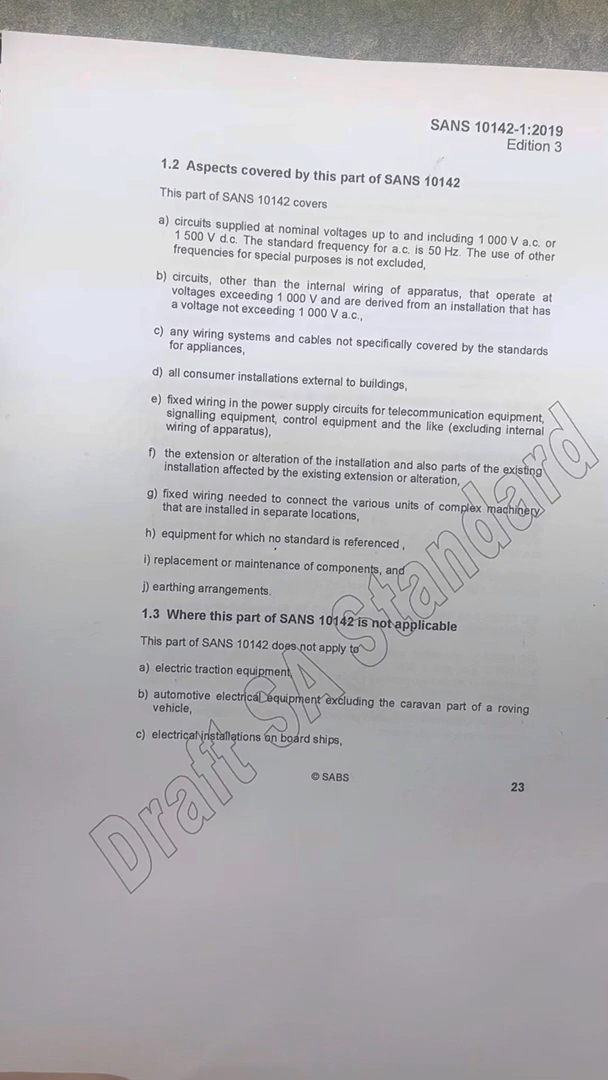 SANS 10142-1:2019
Edition 3
1.2 Aspects covered by this part of SANS 10142
This part of SANS 10142 covers
a) circuits supplied at nominal voltages up to and including 1 000 V a.c. or
1 500 V d.c. The standard frequency for a.c. is 50 Hz. The use of other
frequencies for special purposes is not excluded,
b) circuits, other than the internal wiring of apparatus, that operate at
voltages exceeding 1 000 V and are derived from an installation that has
a voltage not exceeding 1 000 V a.c.,
c) any wiring systems and cables not specifically covered by the standards
for appliances,
d) all consumer installations external to buildings,
e) fixed wiring in the power supply circuits for telecommunication equipment,
signalling equipment, control equipment and the like (excluding internal
wiring of apparatus),
f) the extension or alteration of the installation and also parts of the existing
installation affected by the existing extension or alteration,
g) fixed wiring needed to connect the various units of complex machinery
that are installed in separate locations,
h) equipment for which no standard is referenced ,
i) replacement or maintenance of components, and
j) earthing arrangements.
1.3 Where this part of SANS 10142 is not applicable
This part of SANS 10142 does not apply to
a) electric traction equipment,
b) automotive electrical equipment excluding the caravan part of a roving
vehicle,
c) electrical installations on board ships,
© SABS
23
Draft SA Standard